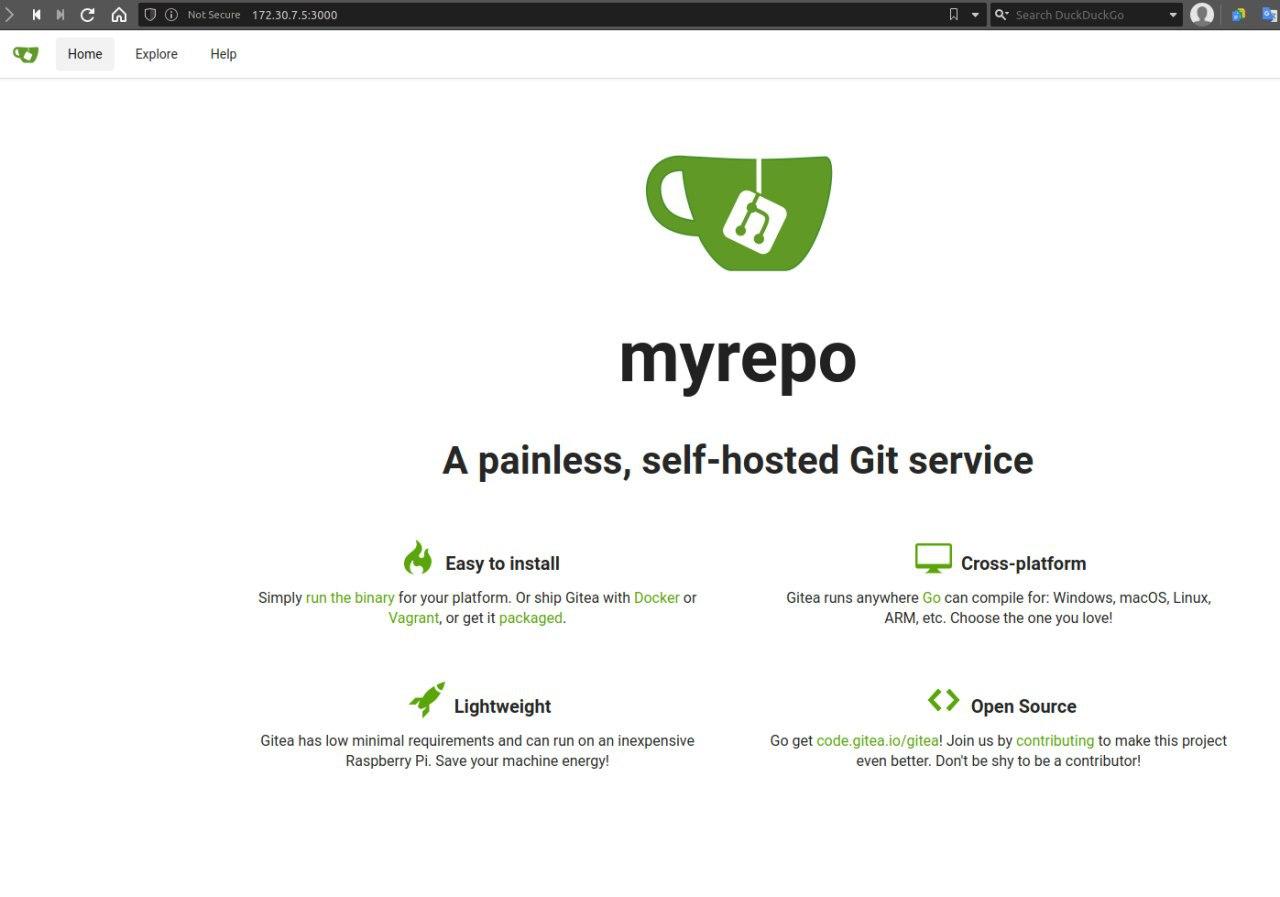 Not Secure 172.30.7.5:3000 Search DuckDuckGo
Home Explore Help
myrepo
A painless, self-hosted Git service
Easy to install
Simply run the binary for your platform. Or ship Gitea with Docker or
Vagrant, or get it packaged.
Cross-platform
Gitea runs anywhere Go can compile for: Windows, macOS, Linux,
ARM, etc. Choose the one you love!
Lightweight
Gitea has low minimal requirements and can run on an inexpensive
Raspberry Pi. Save your machine energy!
Open Source
Go get code.gitea.io/gitea! Join us by contributing to make this project
even better. Don't be shy to be a contributor!